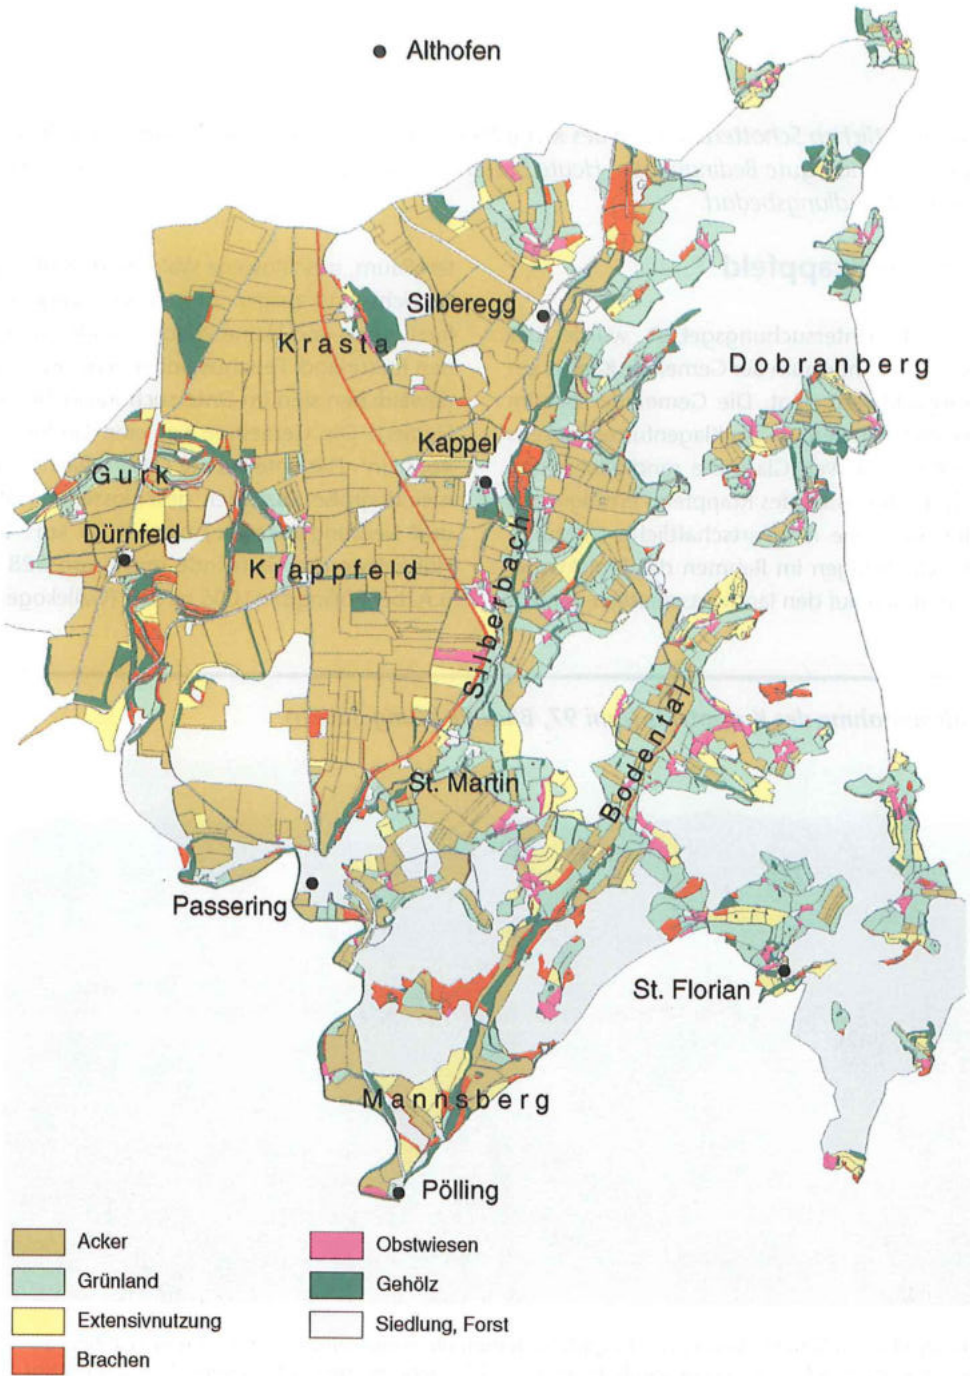 Althofen
Silberegg
Krasta
Dobranberg
Kappel
Gurk
Dürnfeld
Krappfeld
Silberbach
Bodental
St. Martin
Passering
St. Florian
Mannsberg
Pölling
Acker
Grünland
Extensivnutzung
Brachen
Obstwiesen
Gehölz
Siedlung, Forst